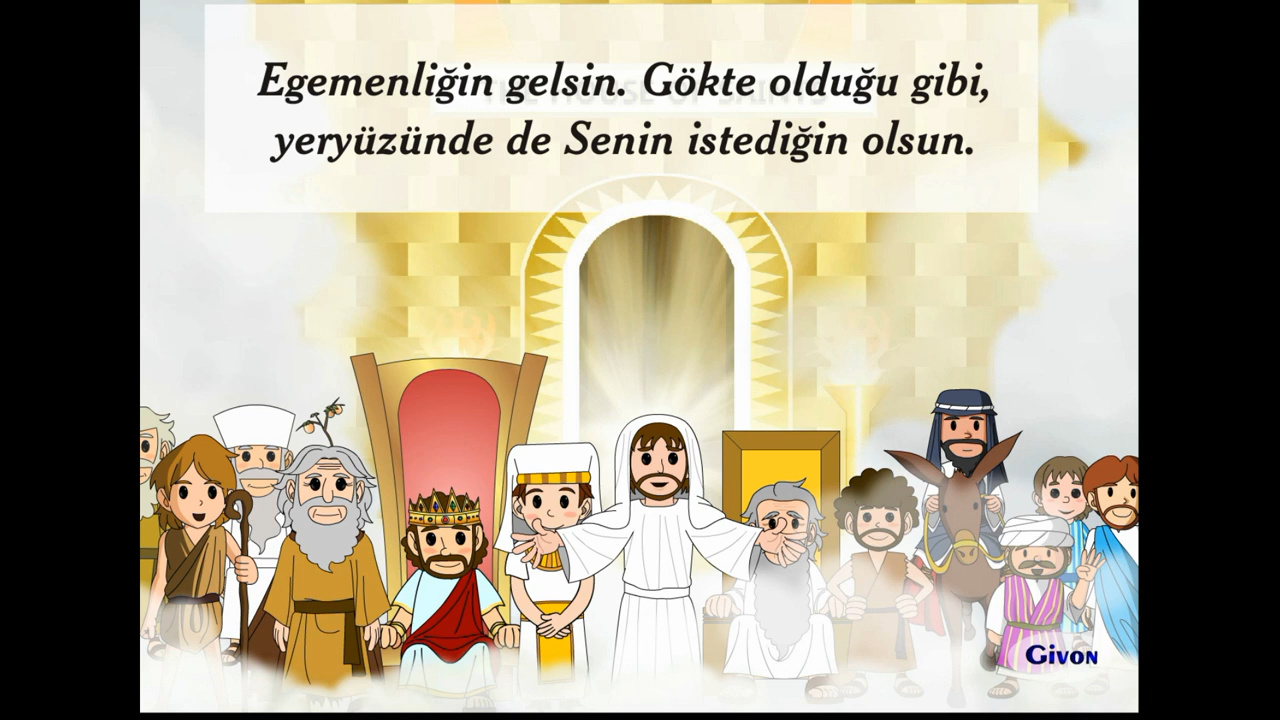 Egemenliğin gelsin. Gökte olduğu gibi,
yeryüzünde de Senin istediğin olsun.
Givon